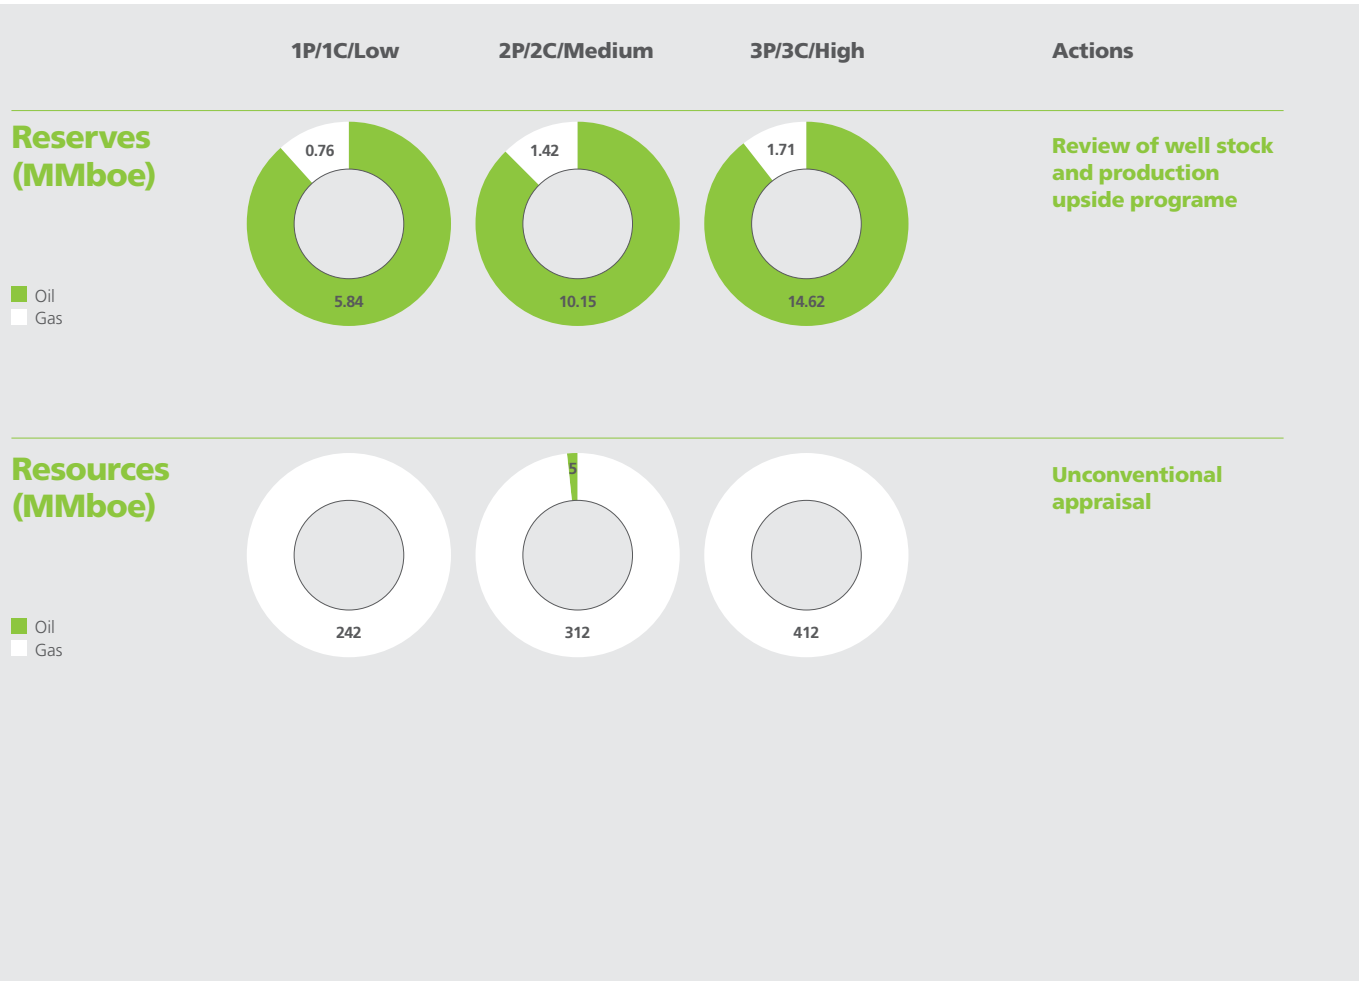 1P/1C/Low
2P/2C/Medium
3P/3C/High
Actions
Reserves
(MMboe)
0.76
1.42
1.71
5.84
10.15
14.62
Review of well stock
and production
upside programe
Oil
Gas
Resources
(MMboe)
5
242
312
412
Unconventional
appraisal
Oil
Gas